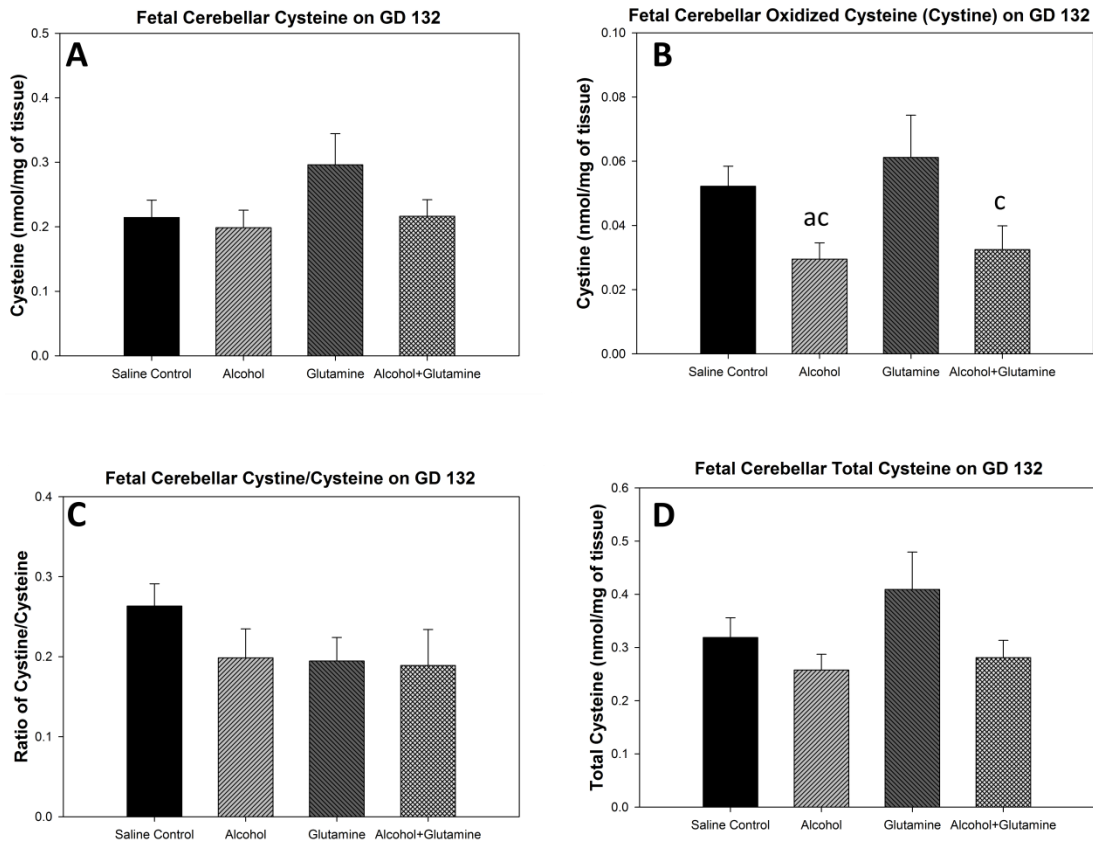 Fetal Cerebellar Cysteine on GD 132
A
Cysteine (nmol/mg of tissue)
0.5
0.4
0.3
0.2
0.1
0.0
Saline Control Alcohol Glutamine Alcohol+Glutamine
Fetal Cerebellar Oxidized Cysteine (Cystine) on GD 132
B
Cystine (nmol/mg of tissue)
0.10
0.08
0.06
0.04
0.02
0.00
ac
c
Saline Control Alcohol Glutamine Alcohol+Glutamine
Fetal Cerebellar Cystine/Cysteine on GD 132
C
Ratio of Cystine/Cysteine
0.4
0.3
0.2
0.1
0.0
Saline Control Alcohol Glutamine Alcohol+Glutamine
Fetal Cerebellar Total Cysteine on GD 132
D
Total Cysteine (nmol/mg of tissue)
0.6
0.5
0.4
0.3
0.2
0.1
0.0
Saline Control Alcohol Glutamine Alcohol+Glutamine